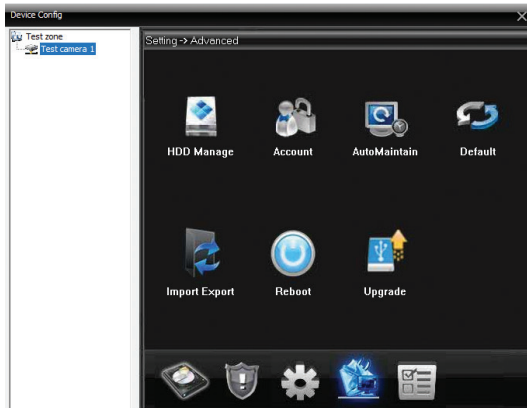 Device Config
Test zone
Test camera 1
Setting -> Advanced
HDD Manage
Account
AutoMaintain
Default
Import Export
Reboot
Upgrade